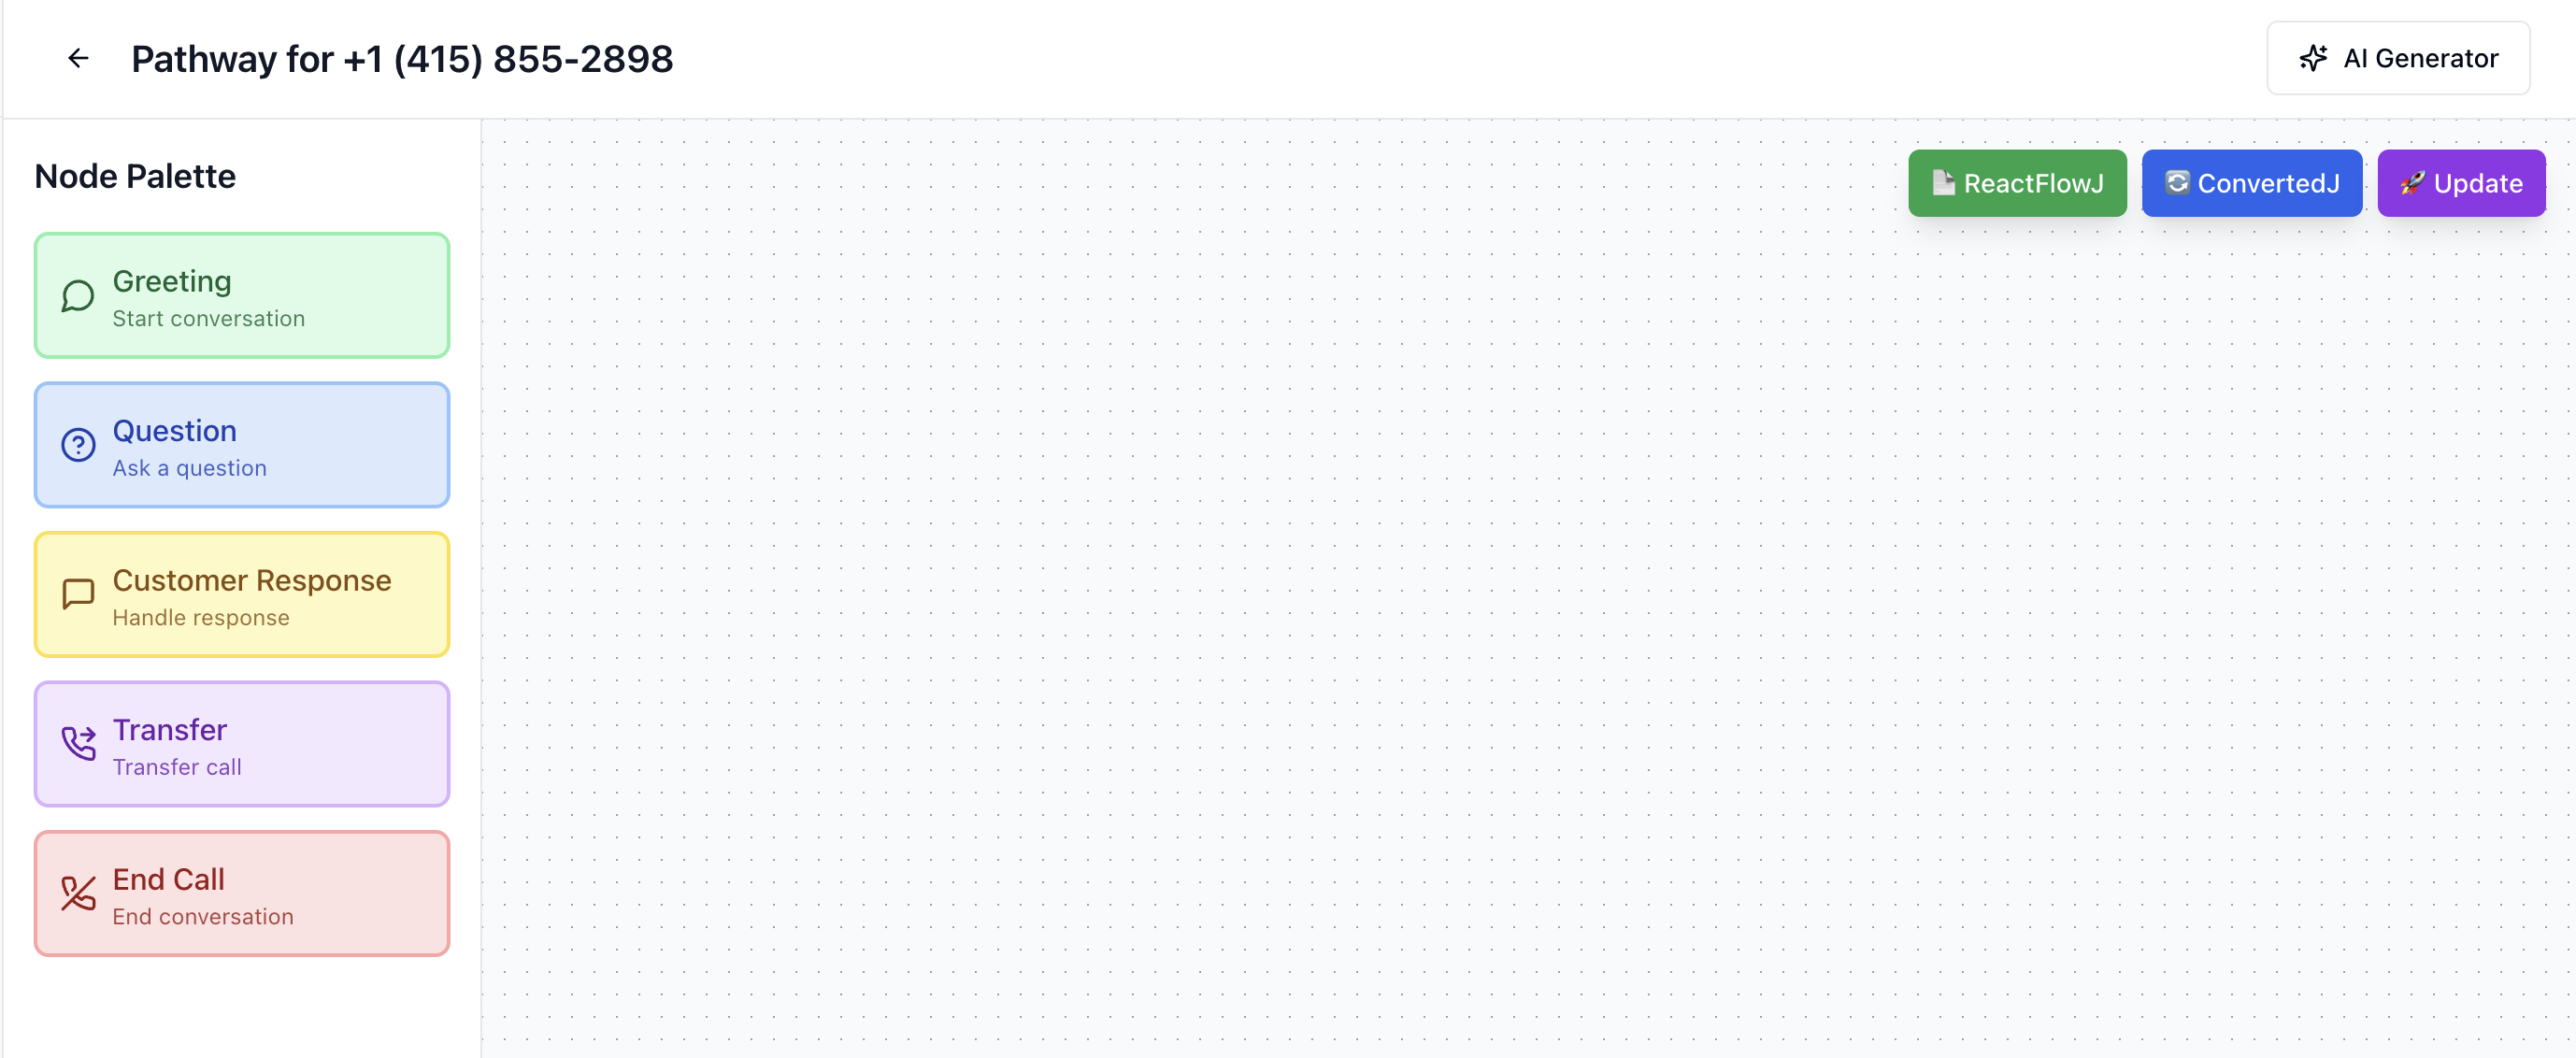 Pathway for +1 (415) 855-2898
AI Generator
Node Palette
ReactFlowJ
ConvertedJ
Update
Greeting
Start conversation
Question
Ask a question
Customer Response
Handle response
Transfer
Transfer call
End Call
End conversation